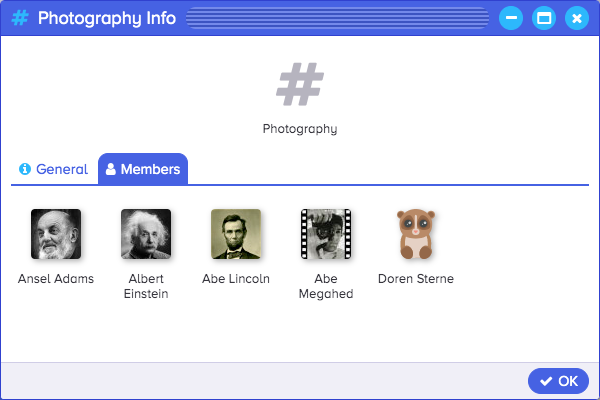 # Photography Info
#
Photography
General
Members
Ansel Adams
Albert
Einstein
Abe Lincoln
Abe
Megahed
Doren Sterne
OK